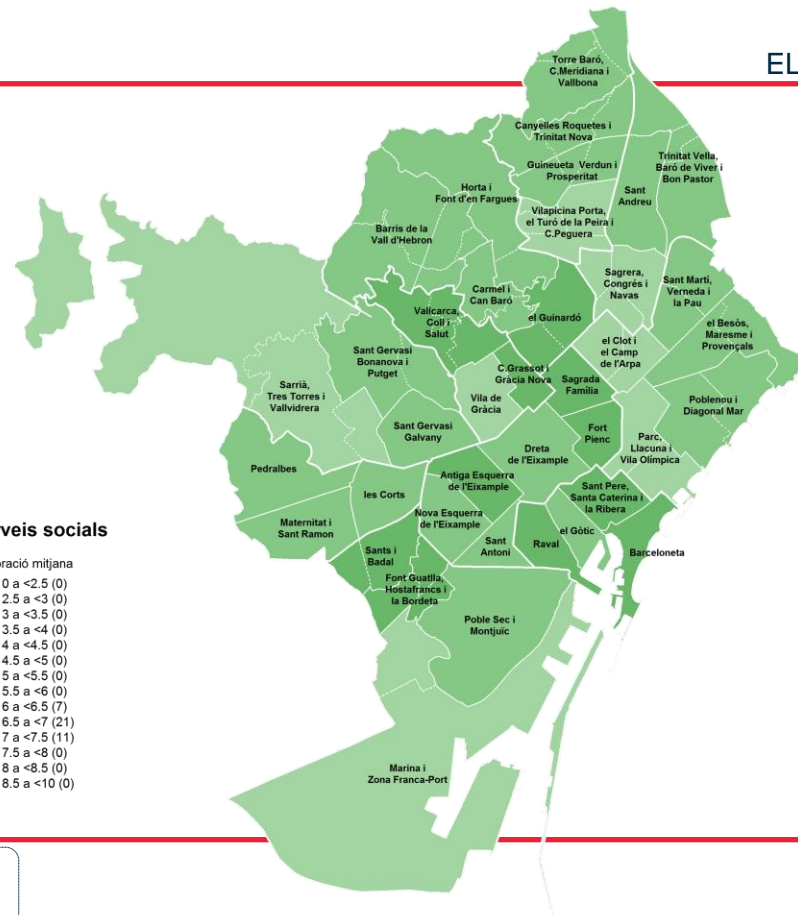 EL
Torre Baró,
C.Meridiana i
Vallbona
Canyelles Roquetes i
Trinitat Nova
Guineueta Verdun i
Prosperitat
Trinitat Vella,
Baró de Viver i
Bon Pastor
Sant
Andreu
Horta i
Font d'en Fargues
Vilapicina Porta,
el Turó de la Peira i
C.Peguera
Barris de la
Vall d'Hebron
Sagrera,
Congrés i
Navas
Sant Martí,
Verneda i
la Pau
Carmel i
Can Baró
Vallcarca,
Coll i
Salut
el Guinardó
el Besòs,
Maresme i
Provençals
el Clot i
el Camp
de l'Arpa
Sant Gervasi
Bonanova i
Putget
C.Grassot i
Gràcia Nova
Sagrada
Família
Sarrià,
Tres Torres i
Vallvidrera
Vila de
Gràcia
Poblenou i
Diagonal Mar
Sant Gervasi
Galvany
Fort
Pienc
Parc,
Llacuna i
Vila Olímpica
Dreta
de l'Eixample
Pedralbes
Antiga Esquerra
de l'Eixample
Sant Pere,
Santa Caterina i
la Ribera
les Corts
Nova Esquerra
de l'Eixample
Maternitat i
Sant Ramon
el Gòtic
Sant
Antoni
Raval
Barceloneta
Sants i
Badal
Font Guatlla,
Hostafrancs i
la Bordeta
Poble Sec i
Montjuïc
Marina i
Zona Franca-Port
veis socials
oració mitjana
0 a <2.5 (0)
2.5 a <3 (0)
3 a <3.5 (0)
3.5 a <4 (0)
4 a <4.5 (0)
4.5 a <5 (0)
5 a <5.5 (0)
5.5 a <6 (0)
6 a <6.5 (7)
6.5 a <7 (21)
7 a <7.5 (11)
7.5 a <8 (0)
8 a <8.5 (0)
8.5 a <10 (0)